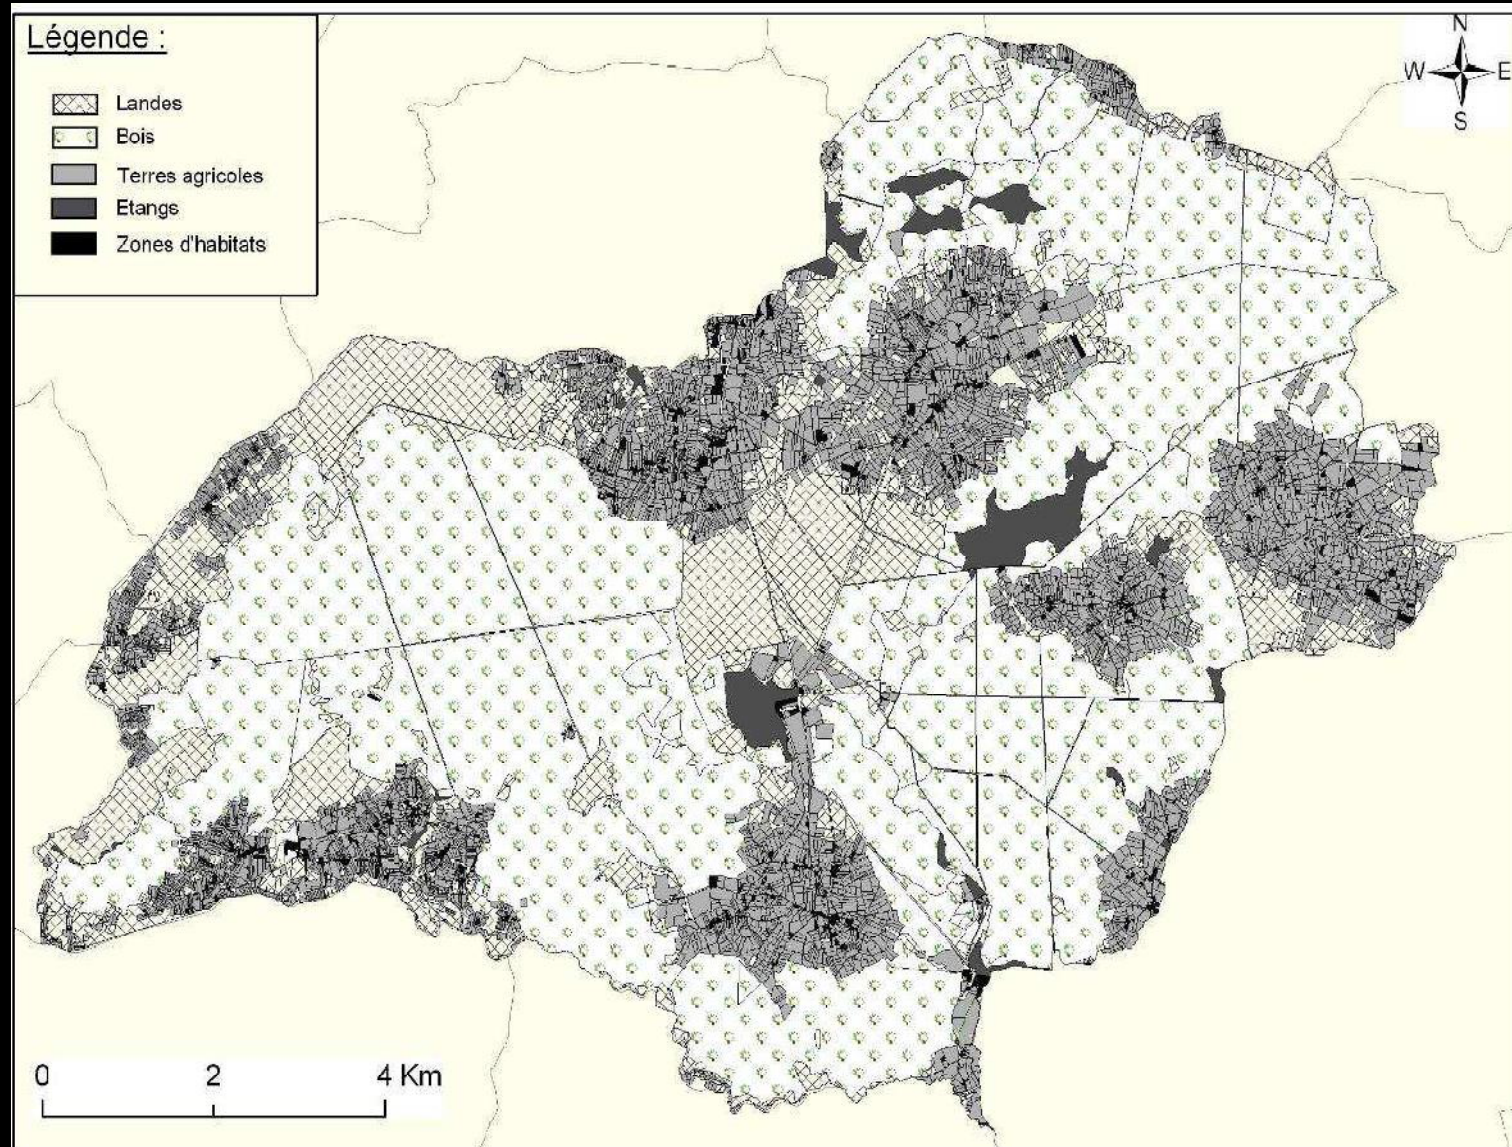 Légende :
Landes
Bois
Terres agricoles
Etangs
Zones d'habitats
N
W E
S
0 2 4 Km